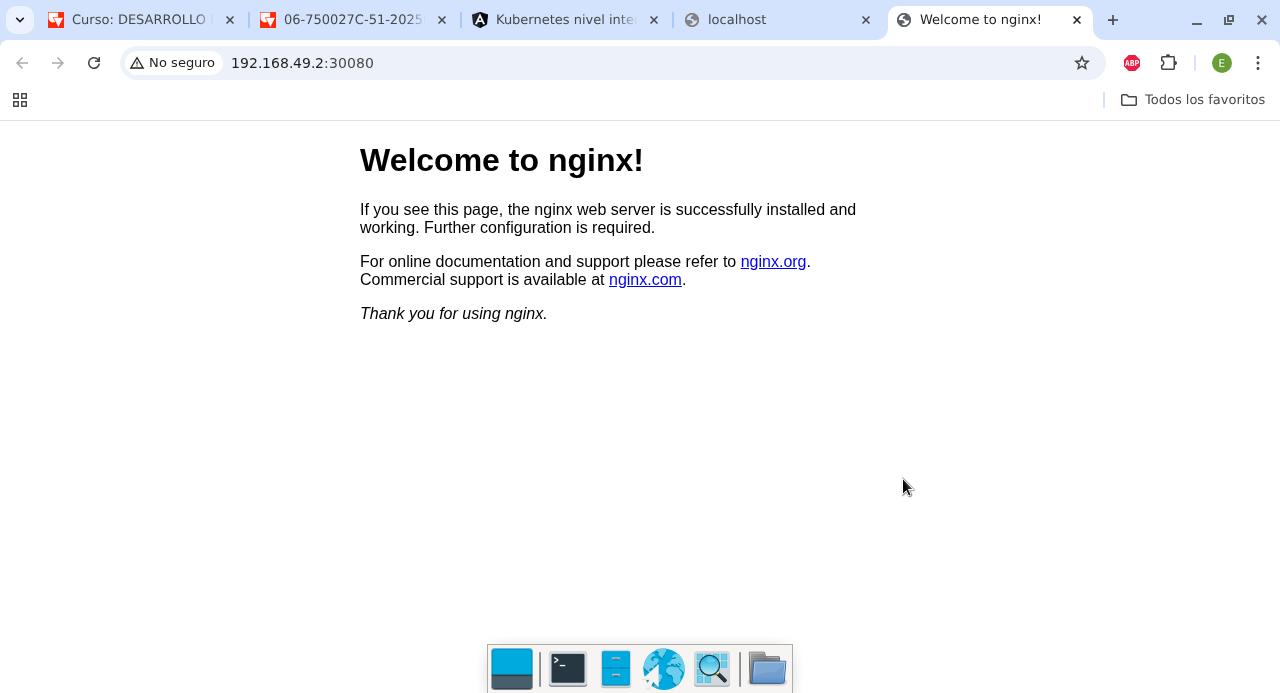 Curso: DESARROLLO
06-750027C-51-2025
Kubernetes nivel inte
localhost
Welcome to nginx!
No seguro
192.168.49.2:30080
ABP
E
Todos los favoritos
Welcome to nginx!
If you see this page, the nginx web server is successfully installed and
working. Further configuration is required.
For online documentation and support please refer to nginx.org.
Commercial support is available at nginx.com.
Thank you for using nginx.
>_